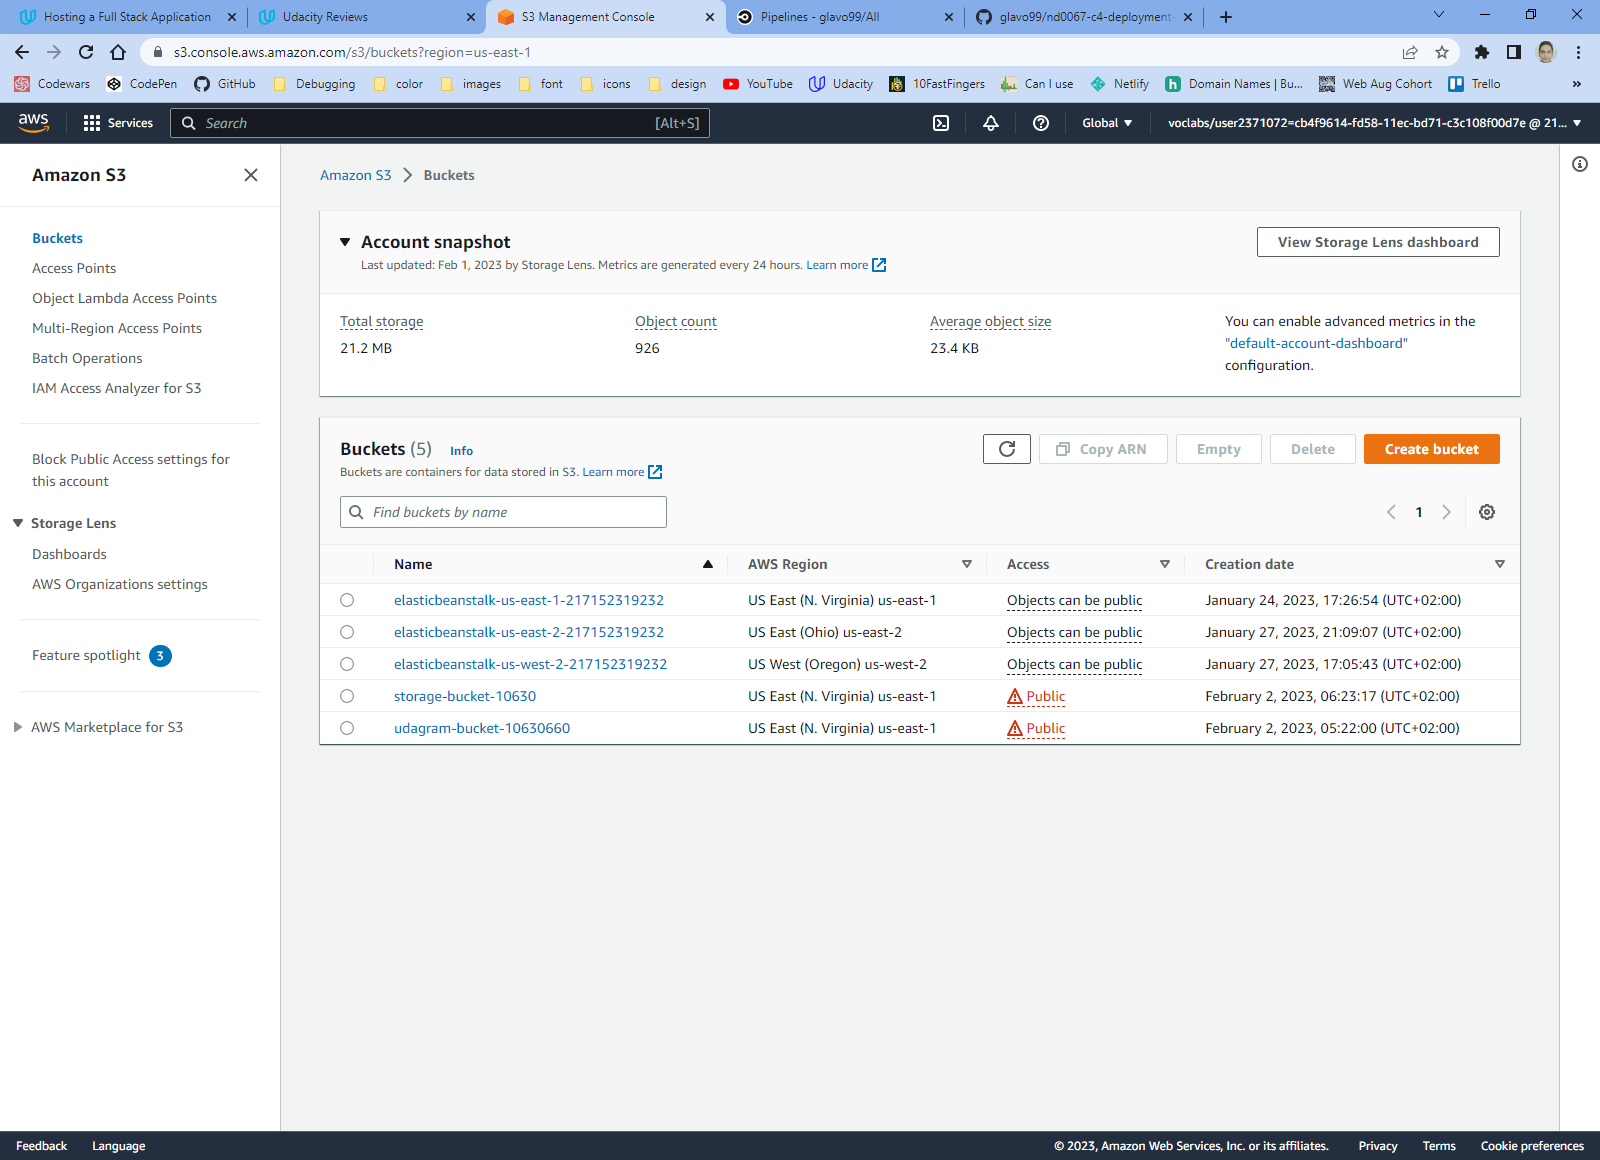 Hosting a Full Stack Application
Udacity Reviews
S3 Management Console
Pipelines - glavo99/All
glavo99/nd0067-c4-deployment-
s3.console.aws.amazon.com/s3/buckets?region=us-east-1
Codewars
CodePen
GitHub
Debugging
color
images
font
icons
design
YouTube
Udacity
10FastFingers
Can I use
Netlify
Domain Names | Bu...
Web Aug Cohort
Trello
»
aws
Services
Search
[Alt+S]
Global
voclabs/user2371072=cb4f9614-fd58-11ec-bd71-c3c108f00d7e @ 21...
Amazon S3
Buckets
Access Points
Object Lambda Access Points
Multi-Region Access Points
Batch Operations
IAM Access Analyzer for S3
Block Public Access settings for
this account
Storage Lens
Dashboards
AWS Organizations settings
Feature spotlight 3
AWS Marketplace for S3
Amazon S3 > Buckets
Account snapshot
Last updated: Feb 1, 2023 by Storage Lens. Metrics are generated every 24 hours. Learn more
View Storage Lens dashboard
Total storage
21.2 MB
Object count
926
Average object size
23.4 KB
You can enable advanced metrics in the
"default-account-dashboard"
configuration.
Buckets (5) Info
Buckets are containers for data stored in S3. Learn more
Copy ARN
Empty
Delete
Create bucket
Find buckets by name
1
Name AWS Region Access Creation date
elasticbeanstalk-us-east-1-217152319232 US East (N. Virginia) us-east-1 Objects can be public January 24, 2023, 17:26:54 (UTC+02:00)
elasticbeanstalk-us-east-2-217152319232 US East (Ohio) us-east-2 Objects can be public January 27, 2023, 21:09:07 (UTC+02:00)
elasticbeanstalk-us-west-2-217152319232 US West (Oregon) us-west-2 Objects can be public January 27, 2023, 17:05:43 (UTC+02:00)
storage-bucket-10630 US East (N. Virginia) us-east-1 Public February 2, 2023, 06:23:17 (UTC+02:00)
udagram-bucket-10630660 US East (N. Virginia) us-east-1 Public February 2, 2023, 05:22:00 (UTC+02:00)
Feedback
Language
© 2023, Amazon Web Services, Inc. or its affiliates.
Privacy
Terms
Cookie preferences